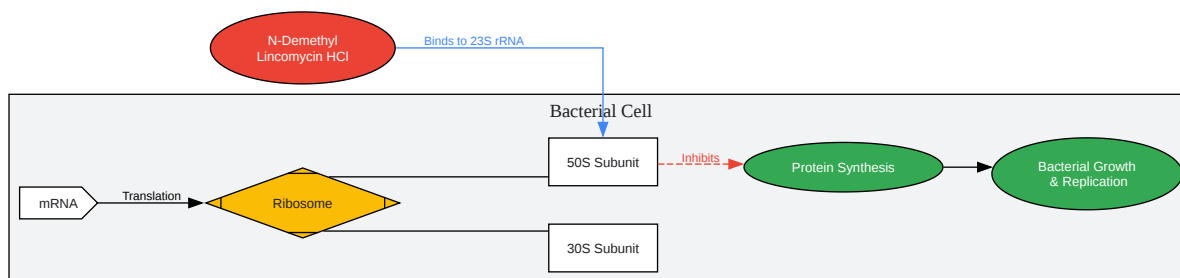 N-Demethyl
Lincomycin HCl
Binds to 23S rRNA
Bacterial Cell
50S Subunit
Inhibits
Protein Synthesis
Bacterial Growth
& Replication
mRNA
Translation
Ribosome
30S Subunit